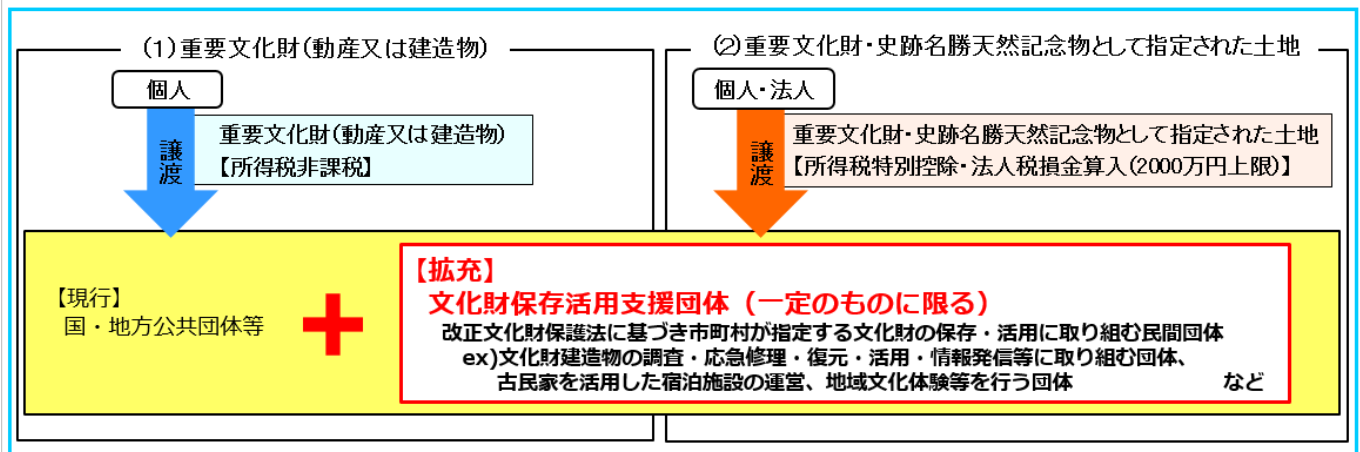 (1)重要文化財(動産又は建造物)
個人
譲渡
重要文化財(動産又は建造物)
【所得税非課税】
(2)重要文化財・史跡名勝天然記念物として指定された土地
個人・法人
譲渡
重要文化財・史跡名勝天然記念物として指定された土地
【所得税特別控除・法人税損金算入(2000万円上限)】
【現行】
国・地方公共団体等
【拡充】
文化財保存活用支援団体（一定のものに限る）
改正文化財保護法に基づき市町村が指定する文化財の保存・活用に取り組む民間団体
ex)文化財建造物の調査・応急修理・復元・活用・情報発信等に取り組む団体、
古民家を活用した宿泊施設の運営、地域文化体験等を行う団体 など